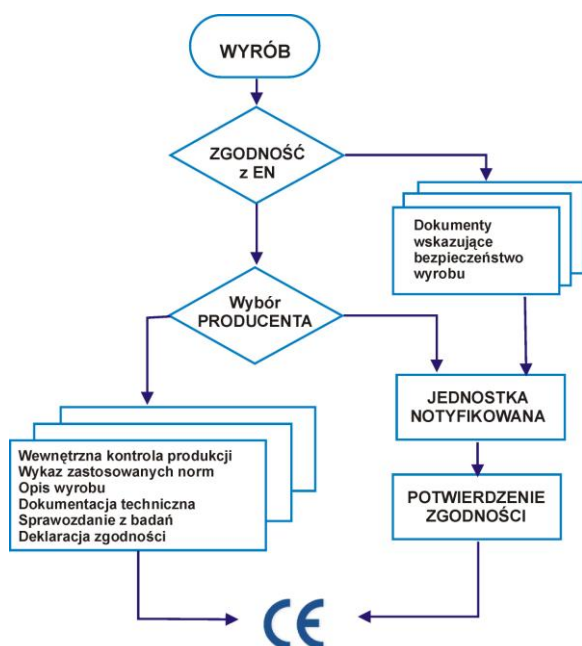 WYRÓB
ZGODNOŚĆ
z EN
Dokumenty
wskazujące
bezpieczeństwo
wyrobu
Wybór
PRODUCENTA
JEDNOSTKA
NOTYFIKOWANA
Wewnętrzna kontrola produkcji
Wykaz zastosowanych norm
Opis wyrobu
Dokumentacja techniczna
Sprawozdanie z badań
Deklaracja zgodności
POTWIERDZENIE
ZGODNOŚCI
CE